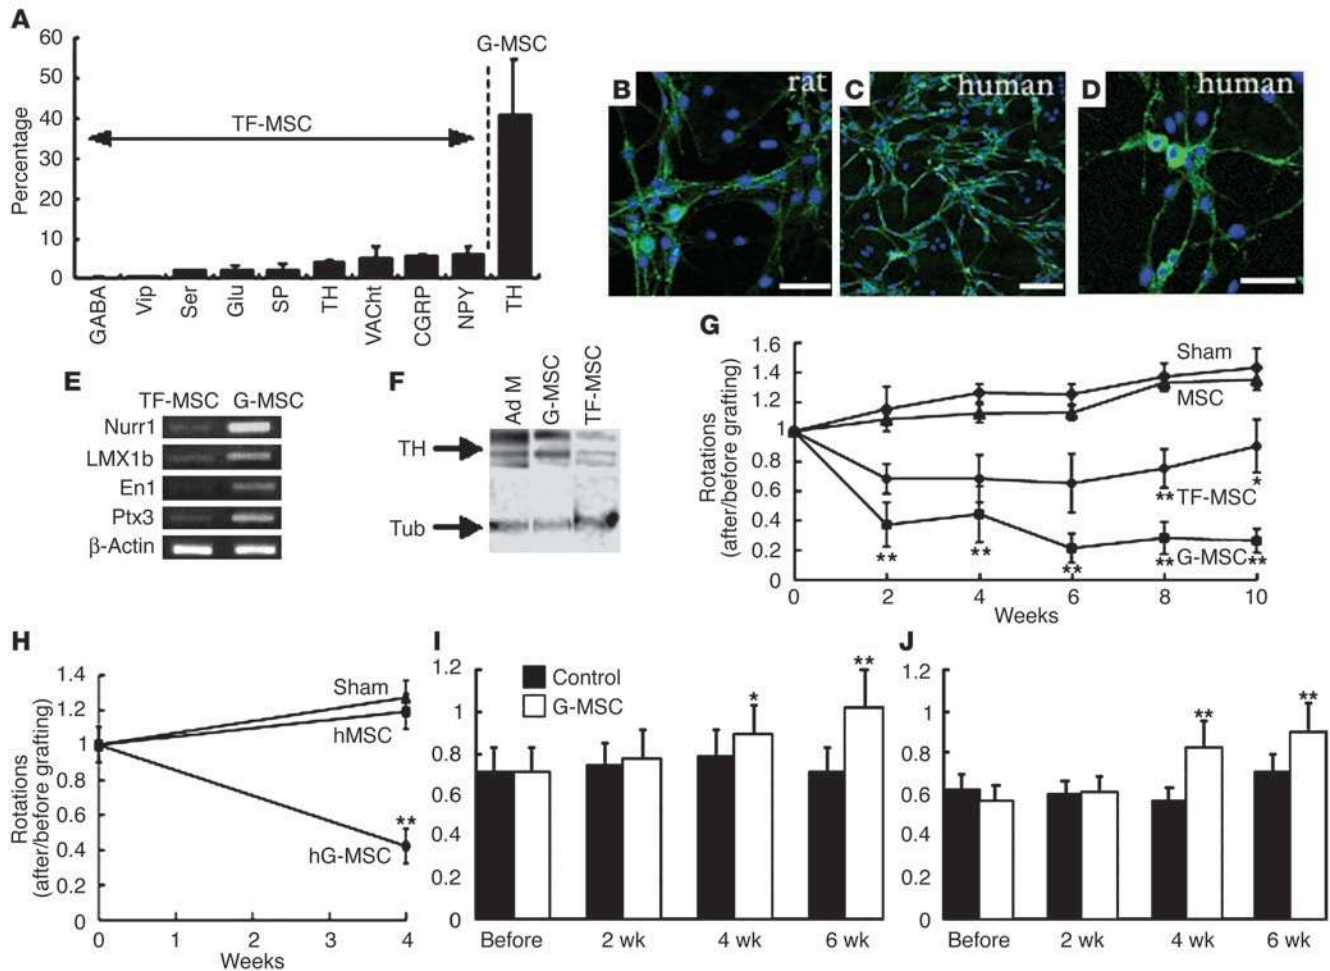 A
60
50
40
30
20
10
0
Percentage
TF-MSC
G-MSC
GABA
Vip
Ser
Glu
SP
TH
VACht
CGRP
NPY
TH
B
rat
C
human
D
human
E
TF-MSC G-MSC
Nurr1
LMX1b
En1
Ptx3
β-Actin
F
Ad M
G-MSC
TF-MSC
TH
Tub
G
1.6
1.4
1.2
1
0.8
0.6
0.4
0.2
0
Rotations
(after/before grafting)
Sham
MSC
**
TF-MSC
*
** ** ** ** G-MSC **
0 2 4 6 8 10
Weeks
H
1.4
1.2
1
0.8
0.6
0.4
0.2
0
Rotations
(after/before grafting)
Sham
hMSC
**
hG-MSC
0 1 2 3 4
Weeks
I
1.2
1
0.8
0.6
0.4
0.2
0
Control
G-MSC
* **
Before 2 wk 4 wk 6 wk
J
1.2
1
0.8
0.6
0.4
0.2
0
** **
Before 2 wk 4 wk 6 wk